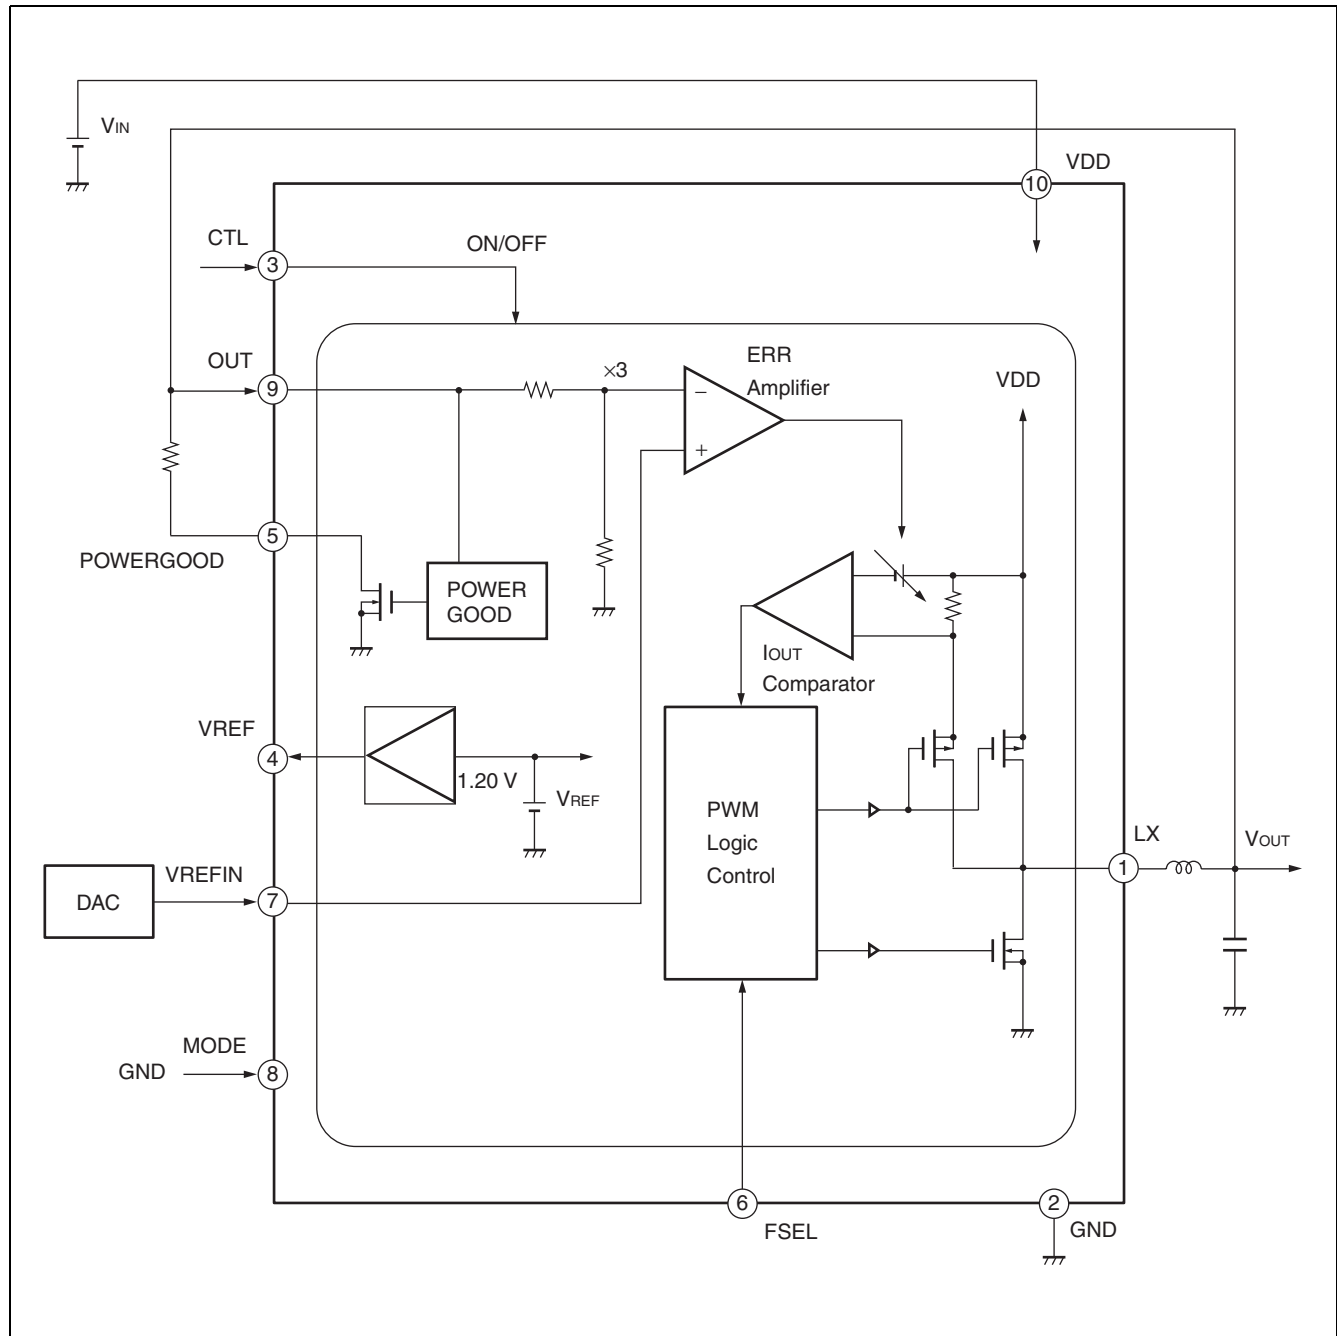 VIN
VDD
10
CTL
3
ON/OFF
OUT
9
×3
ERR
Amplifier
−
+
VDD
5
POWERGOOD
POWER
GOOD
IOUT
Comparator
VREF
4
1.20 V
VREF
PWM
Logic
Control
LX
1
VOUT
DAC
VREFIN
7
MODE
GND
8
6
FSEL
2
GND